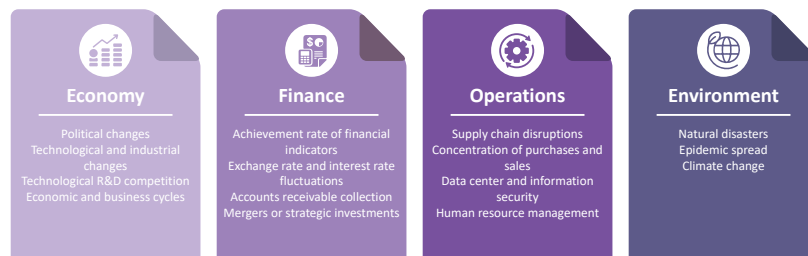 Economy
Political changes
Technological and industrial
changes
Technological R&D competition
Economic and business cycles
Finance
Achievement rate of financial
indicators
Exchange rate and interest rate
fluctuations
Accounts receivable collection
Mergers or strategic investments
Operations
Supply chain disruptions
Concentration of purchases and
sales
Data center and information
security
Human resource management
Environment
Natural disasters
Epidemic spread
Climate change